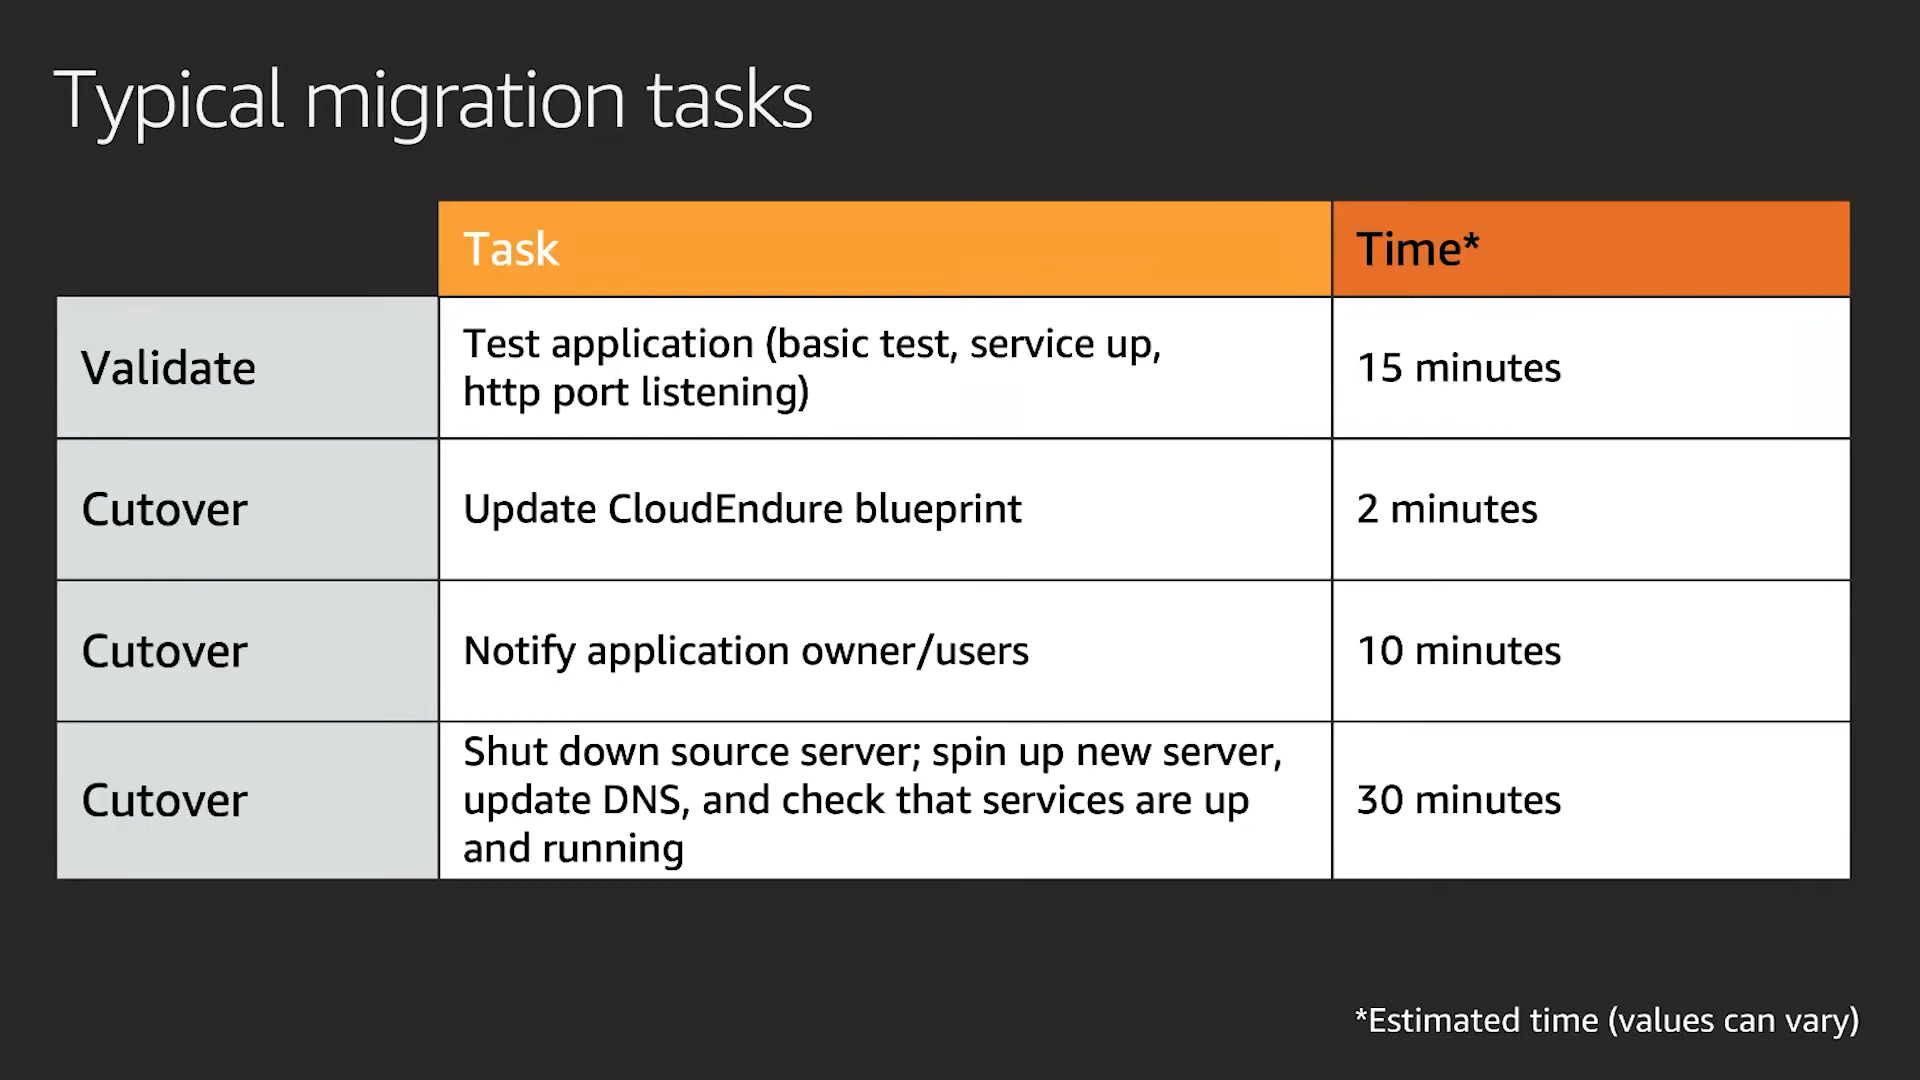 Typical migration tasks
Task
Time*
Validate
Test application (basic test, service up,
http port listening)
15 minutes
Cutover
Update CloudEndure blueprint
2 minutes
Cutover
Notify application owner/users
10 minutes
Cutover
Shut down source server; spin up new server,
update DNS, and check that services are up
and running
30 minutes
*Estimated time (values can vary)